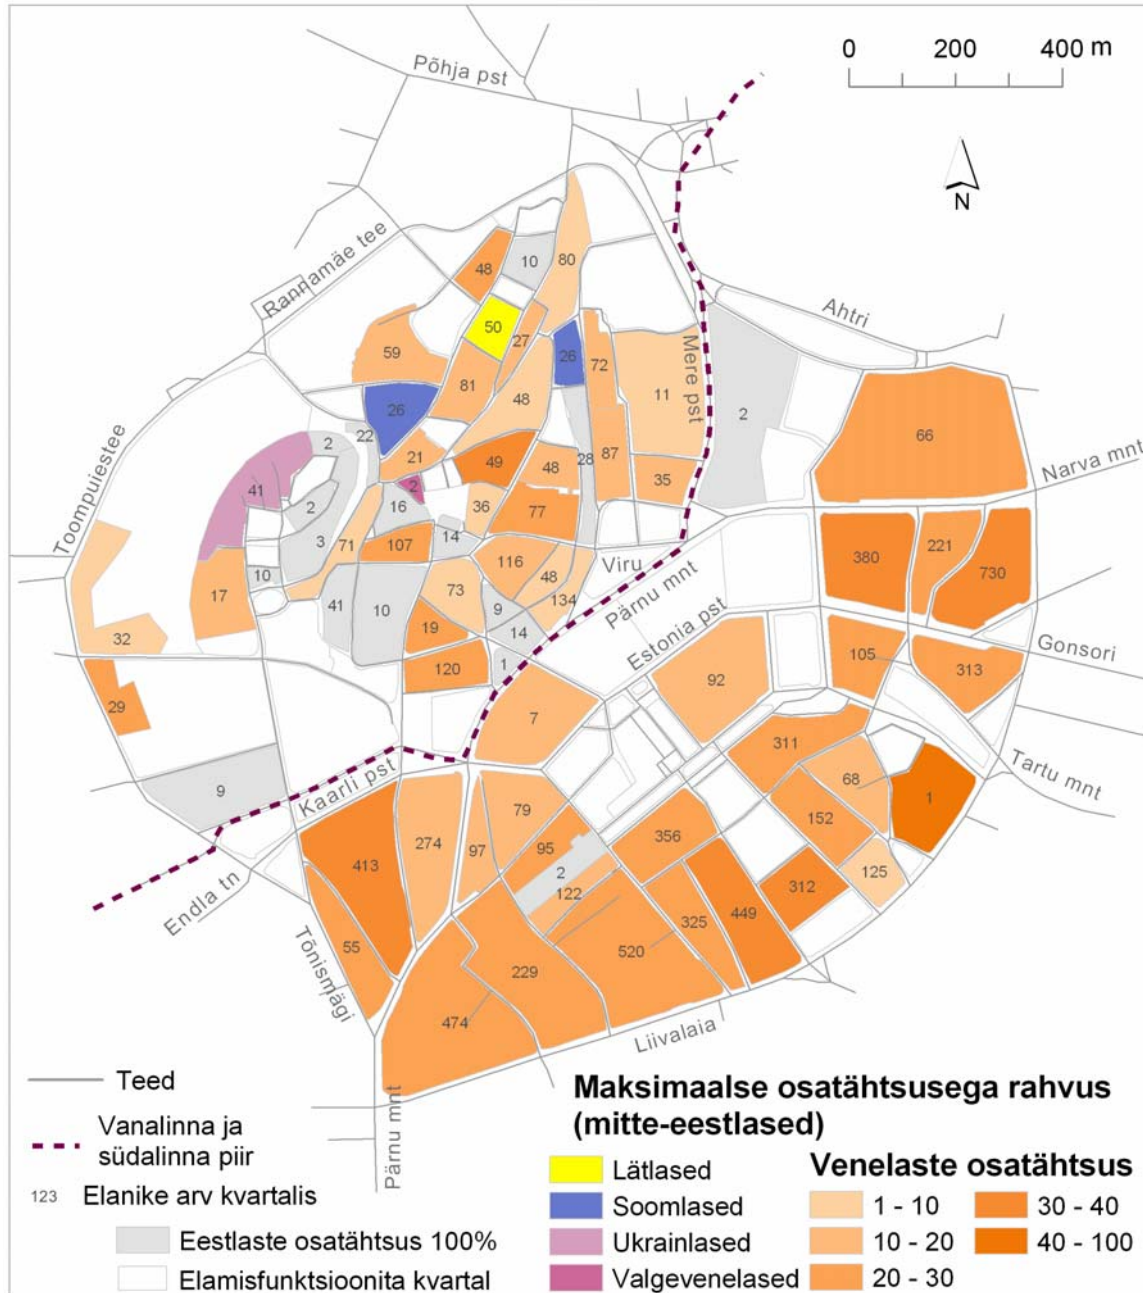 0 200 400 m
Põhja pst
N
Rannamäe tee
Ahtri
Mere pst
Toompuiestee
Narva mnt
Viru
Pärnu mnt
Estonia pst
Gonsori
Tartu mnt
Kaarli pst
Endla tn
Tõnismägi
Liivalaia
Pärnu mnt
48
10
80
50
27
59
81
26
72
11
2
26
48
66
22
2
21
49
48
28
87
35
41
2
2
16
36
77
380
221
730
3
71
107
14
10
17
41
10
73
116
48
134
9
14
19
32
120
1
105
313
92
29
7
311
68
1
9
152
79
356
274
97
95
413
2
122
125
312
449
325
55
520
229
474
Teed
Vanalinna ja
südalinna piir
123 Elanike arv kvartalis
Eestlaste osatähtsus 100%
Elamisfunktsioonita kvartal
Maksimaalse osatähtsusega rahvus
(mitte-eestlased)
Lätlased
Soomlased
Ukrainlased
Valgevenelased
Venelaste osatähtsus
1 - 10
10 - 20
20 - 30
30 - 40
40 - 100